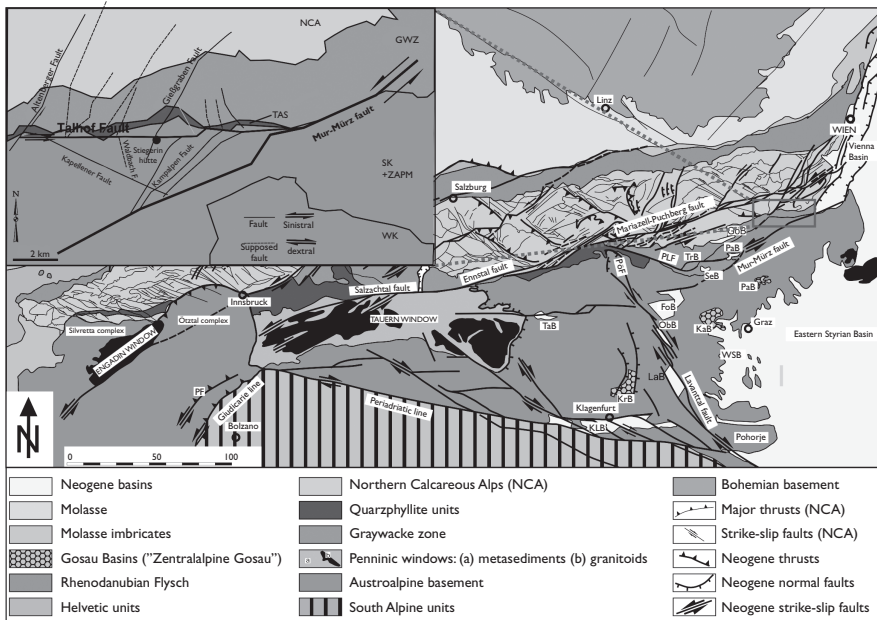 NCA
GWZ
Altenberger Fault
Gießgraben Fault
TAS
Talhof Fault
Mur-Mürz fault
Stiegerin
hütte
Kapellener Fault
Waldbach F.
Kampalpen Fault
SK
+ZAPM
N
Fault
Sinistral
WK
Supposed
fault
dextral
2 km
Linz
WIEN
Vienna
Basin
Salzburg
Mariazell-Puchberg fault
GöB
PaB
Mur-Mürz fault
Ennstal fault
PöF
PLF
TrB
SeB
PaB
Salzachtal fault
Innsbruck
Silvretta complex
Ötztal complex
TAUERN WINDOW
ENGADIN WINDOW
TaB
FoB
ObB
KaB
Graz
Eastern Styrian Basin
WSB
LaB
Lavanttal fault
PF
Giudicarie line
Periadriatic line
KrB
Klagenfurt
KLB
Bolzano
Pohorje
N
0
50
100
Neogene basins
Northern Calcareous Alps (NCA)
Bohemian basement
Molasse
Quarzphyllite units
Major thrusts (NCA)
Molasse imbricates
Graywacke zone
Strike-slip faults (NCA)
Gosau Basins ("Zentralalpine Gosau")
Penninic windows: (a) metasediments (b) granitoids
Neogene thrusts
Rhenodanubian Flysch
Austroalpine basement
Neogene normal faults
Helvetic units
South Alpine units
Neogene strike-slip faults